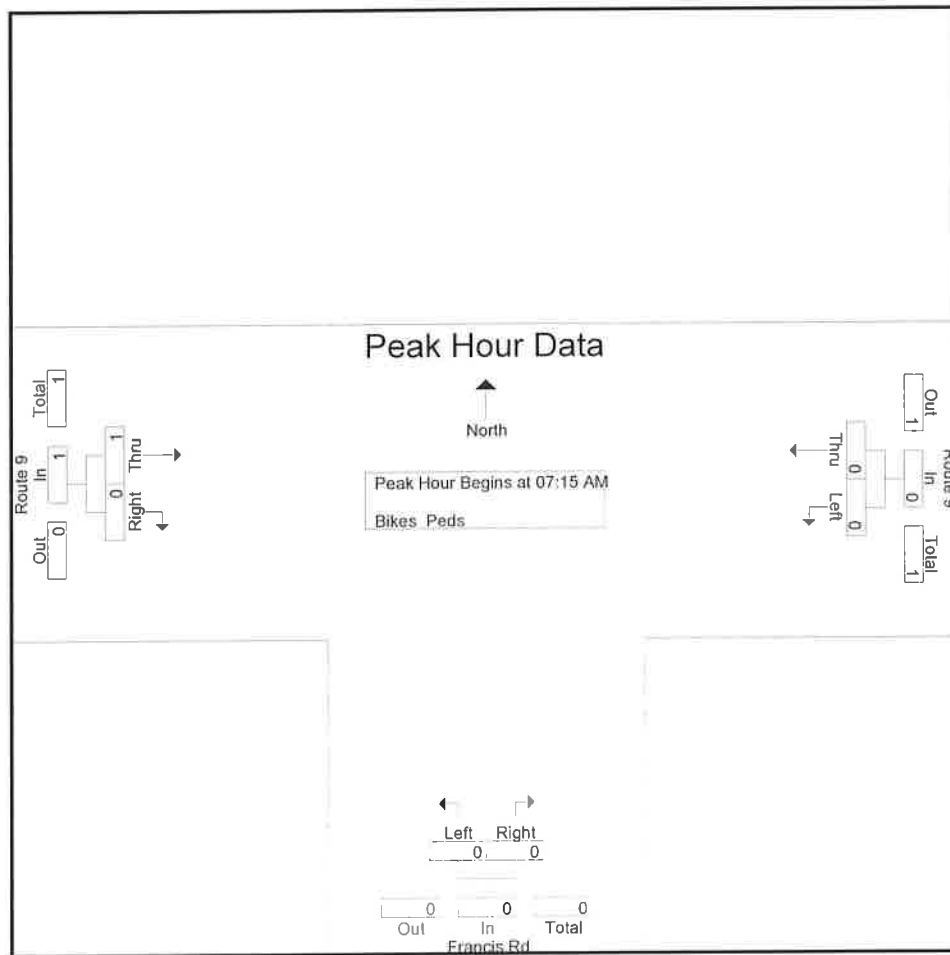 Peak Hour Data
North
Peak Hour Begins at 07:15 AM
Bikes Peds
Route 9
Out
In
Total
0
1
1
Right
Thru
0
1
Route 9
Out
In
Total
1
0
1
Thru
Left
0
0
Left Right
0 0
0 0 0
Out In Total
Francis Rd